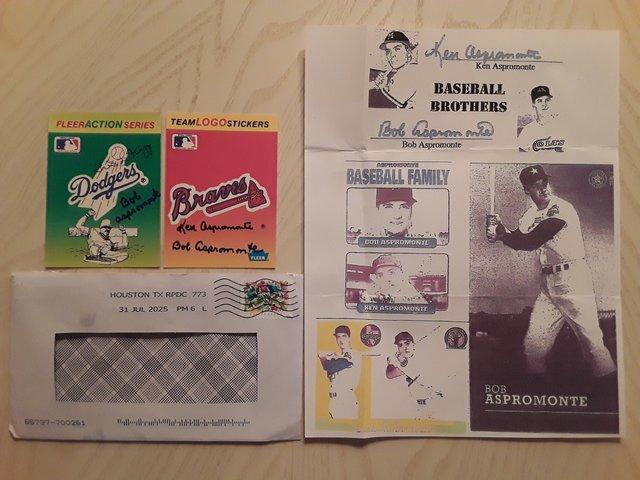 FLEER ACTION SERIES
Dodgers
Bob
Aspromonte
TEAM LOGO STICKERS
Braves
Ken Aspromonte
Bob Aspromonte
FLEER
Ken Aspromonte
Ken Aspromonte
BASEBALL
BROTHERS
Bob Aspromonte
Bob Aspromonte
COLTS
ASPROMONTE
BASEBALL FAMILY
BOB ASPROMONTE
KEN ASPROMONTE
BOB
ASPROMONTE
HOUSTON TX RPDC 773
31 JUL 2025 PM 6 L